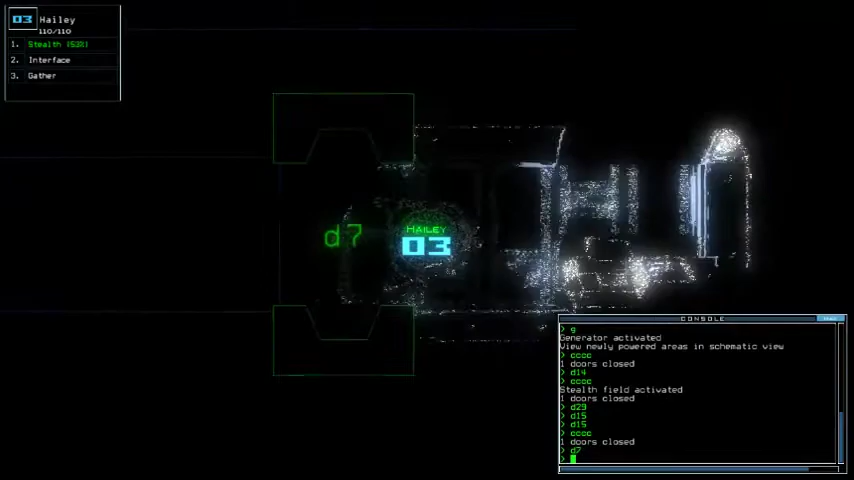 03 Hailey
110/110
1. Stealth (53%)
2. Interface
3. Gather
d7
HAILEY
03
CONSOLE
> g
Generator activated
View newly powered areas in schematic view
> cccc
1 doors closed
> d14
> cccc
Stealth field activated
1 doors closed
> d29
> d15
> d15
> cccc
1 doors closed
> d7
>